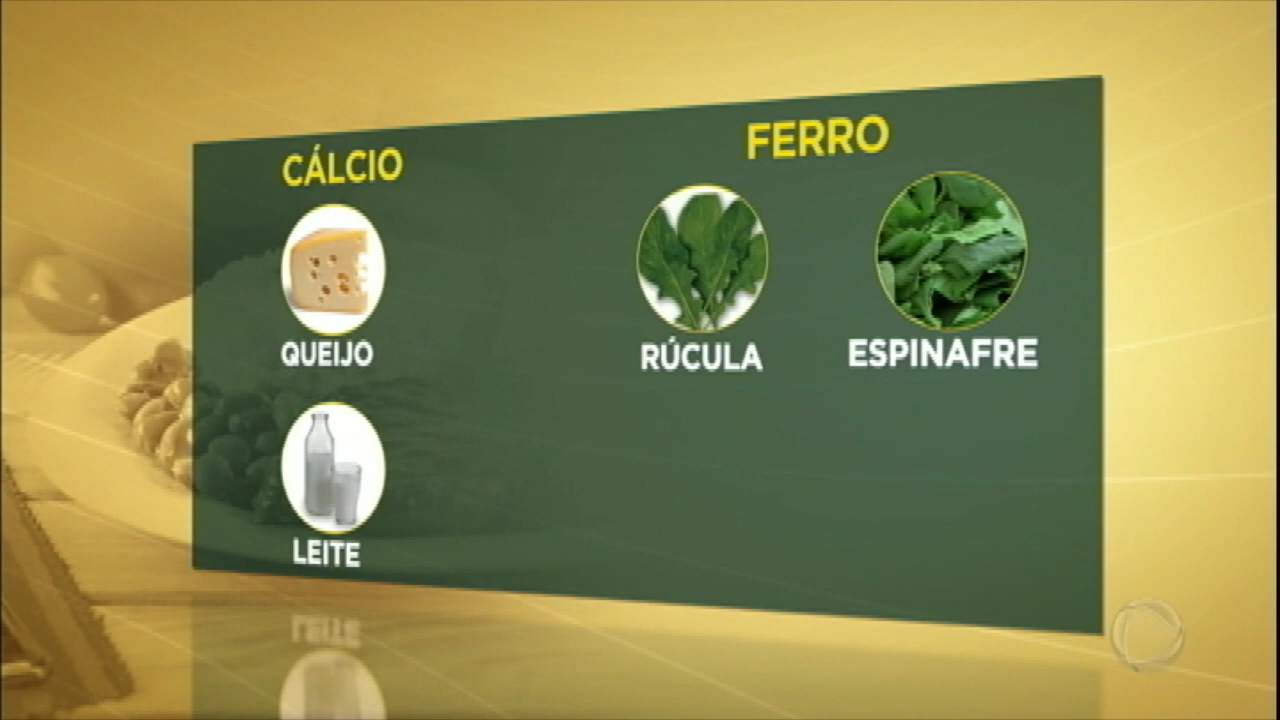 CÁLCIO
QUEIJO
LEITE
FERRO
RÚCULA
ESPINAFRE